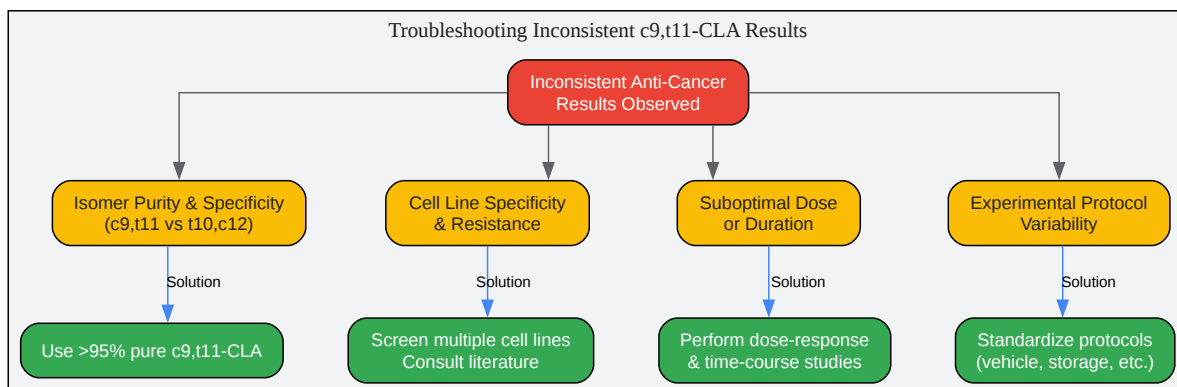 Troubleshooting Inconsistent c9,t11-CLA Results
Inconsistent Anti-Cancer
Results Observed
Isomer Purity & Specificity
(c9,t11 vs t10,c12)
Cell Line Specificity
& Resistance
Suboptimal Dose
or Duration
Experimental Protocol
Variability
Solution
Solution
Solution
Solution
Use >95% pure c9,t11-CLA
Screen multiple cell lines
Consult literature
Perform dose-response
& time-course studies
Standardize protocols
(vehicle, storage, etc.)